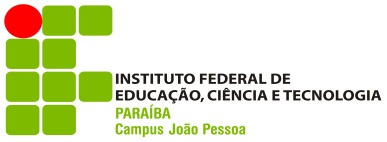 INSTITUTO FEDERAL DE
EDUCAÇÃO, CIÊNCIA E TECNOLOGIA
PARAÍBA
Campus João Pessoa